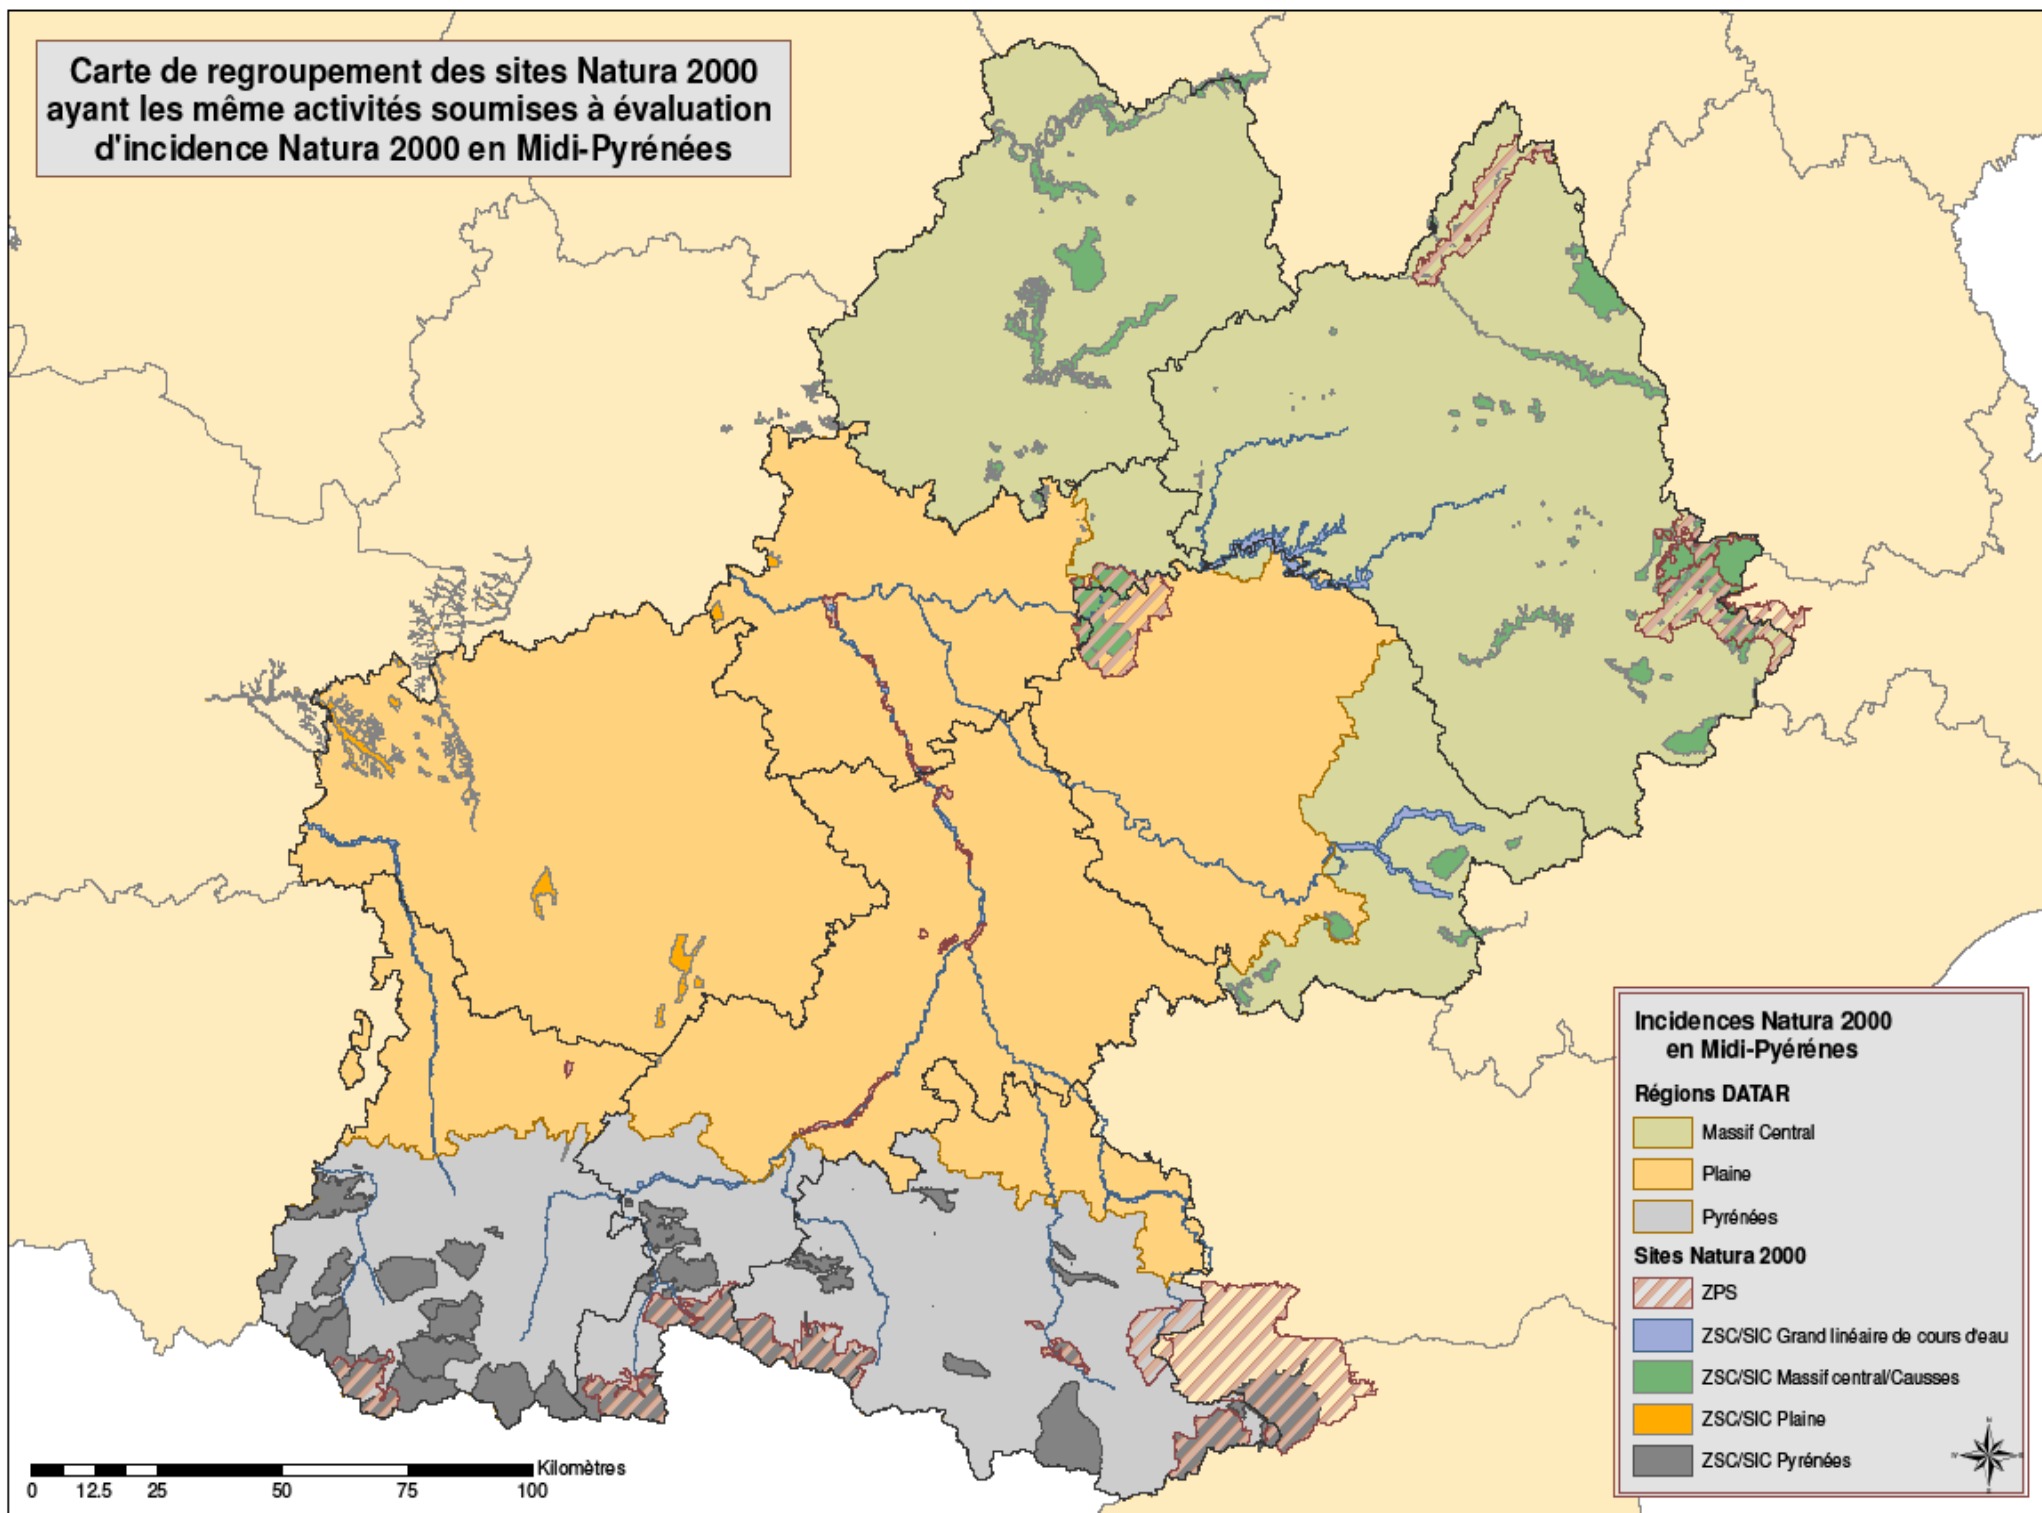 Carte de regroupement des sites Natura 2000
ayant les même activités soumises à évaluation
d'incidence Natura 2000 en Midi-Pyrénées
Incidences Natura 2000
en Midi-Pyérénes
Régions DATAR
Massif Central
Plaine
Pyrénées
Sites Natura 2000
ZPS
ZSC/SIC Grand linéaire de cours d'eau
ZSC/SIC Massif central/Causses
ZSC/SIC Plaine
ZSC/SIC Pyrénées
Kilomètres
0 12.5 25 50 75 100